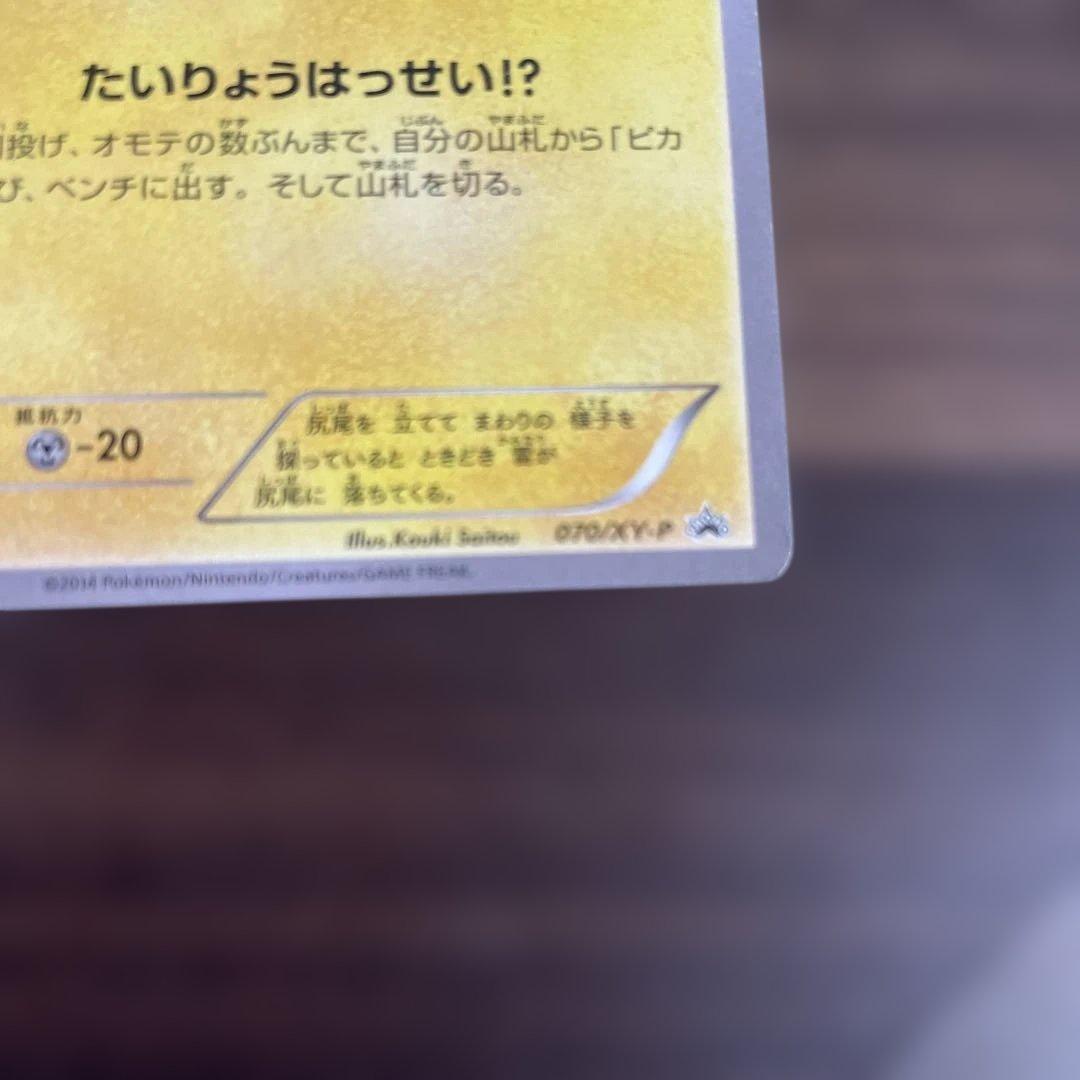 たいりょうはっせい!?
投げ、オモテの数ぶんまで、自分の山札から「ピカ
び、ベンチに出す。そして山札を切る。
抵抗力
-20
尻尾を 立てて まわりの 様子を
探っていると ときどき 雷が
尻尾に 落ちてくる。
Illus.Kouki Saitou 070/XY-P
©2014 Pokémon/Nintendo/Creatures/GAME FREAK.